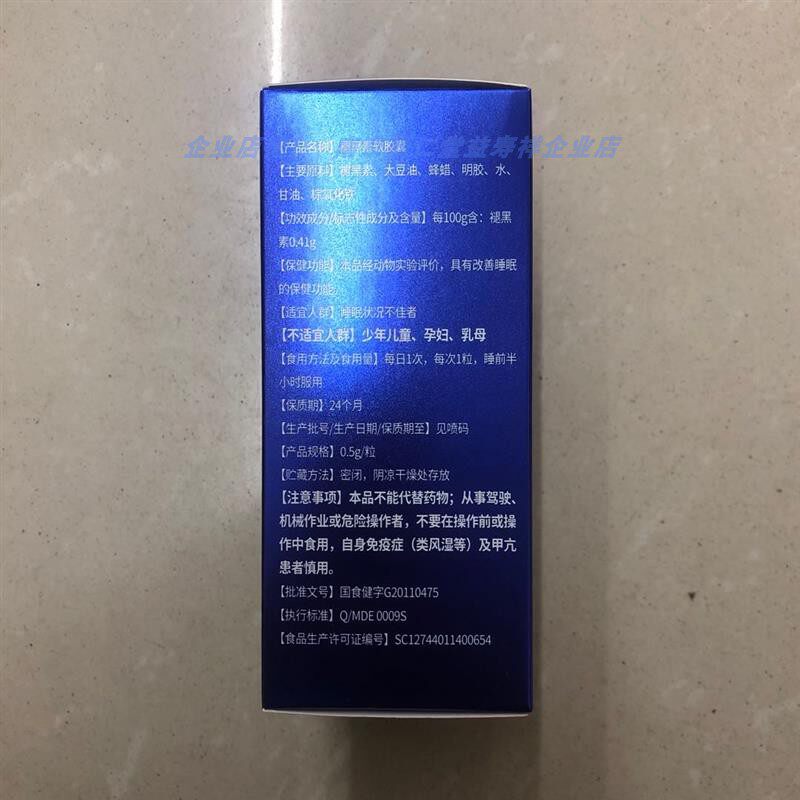 企业店
益寿祥企业店
【产品名称】褪黑素软胶囊
【主要原料】褪黑素、大豆油、蜂蜡、明胶、水、
甘油、棕氧化铁
【功效成分/标志性成分及含量】每100g含：褪黑
素0.41g
【保健功能】本品经动物实验评价，具有改善睡眠
的保健功能
【适宜人群】睡眠状况不佳者
【不适宜人群】少年儿童、孕妇、乳母
【食用方法及食用量】每日1次，每次1粒，睡前半
小时服用
【保质期】24个月
【生产批号/生产日期/保质期至】见喷码
【产品规格】0.5g/粒
【贮藏方法】密闭，阴凉干燥处存放
【注意事项】本品不能代替药物；从事驾驶、
机械作业或危险操作者，不要在操作前或操
作中食用，自身免疫症（类风湿等）及甲亢
患者慎用。
【批准文号】国食健字G20110475
【执行标准】Q/MDE 0009S
【食品生产许可证编号】SC12744011400654